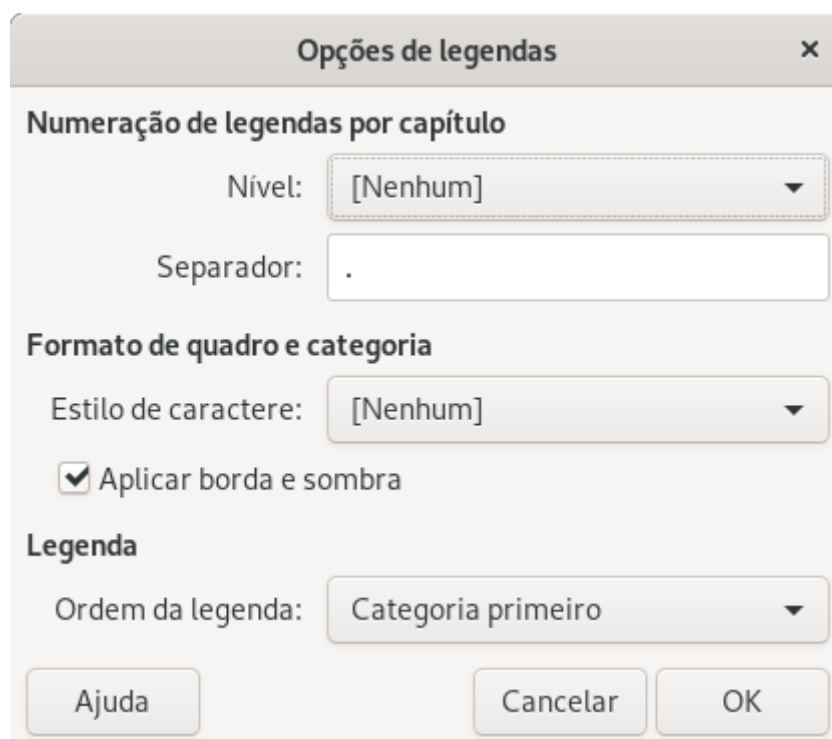 Opções de legendas ×
Numeração de legendas por capítulo
Nível: [Nenhum]
Separador: .
Formato de quadro e categoria
Estilo de caractere: [Nenhum]
Aplicar borda e sombra
Legenda
Ordem da legenda: Categoria primeiro
Ajuda Cancelar OK